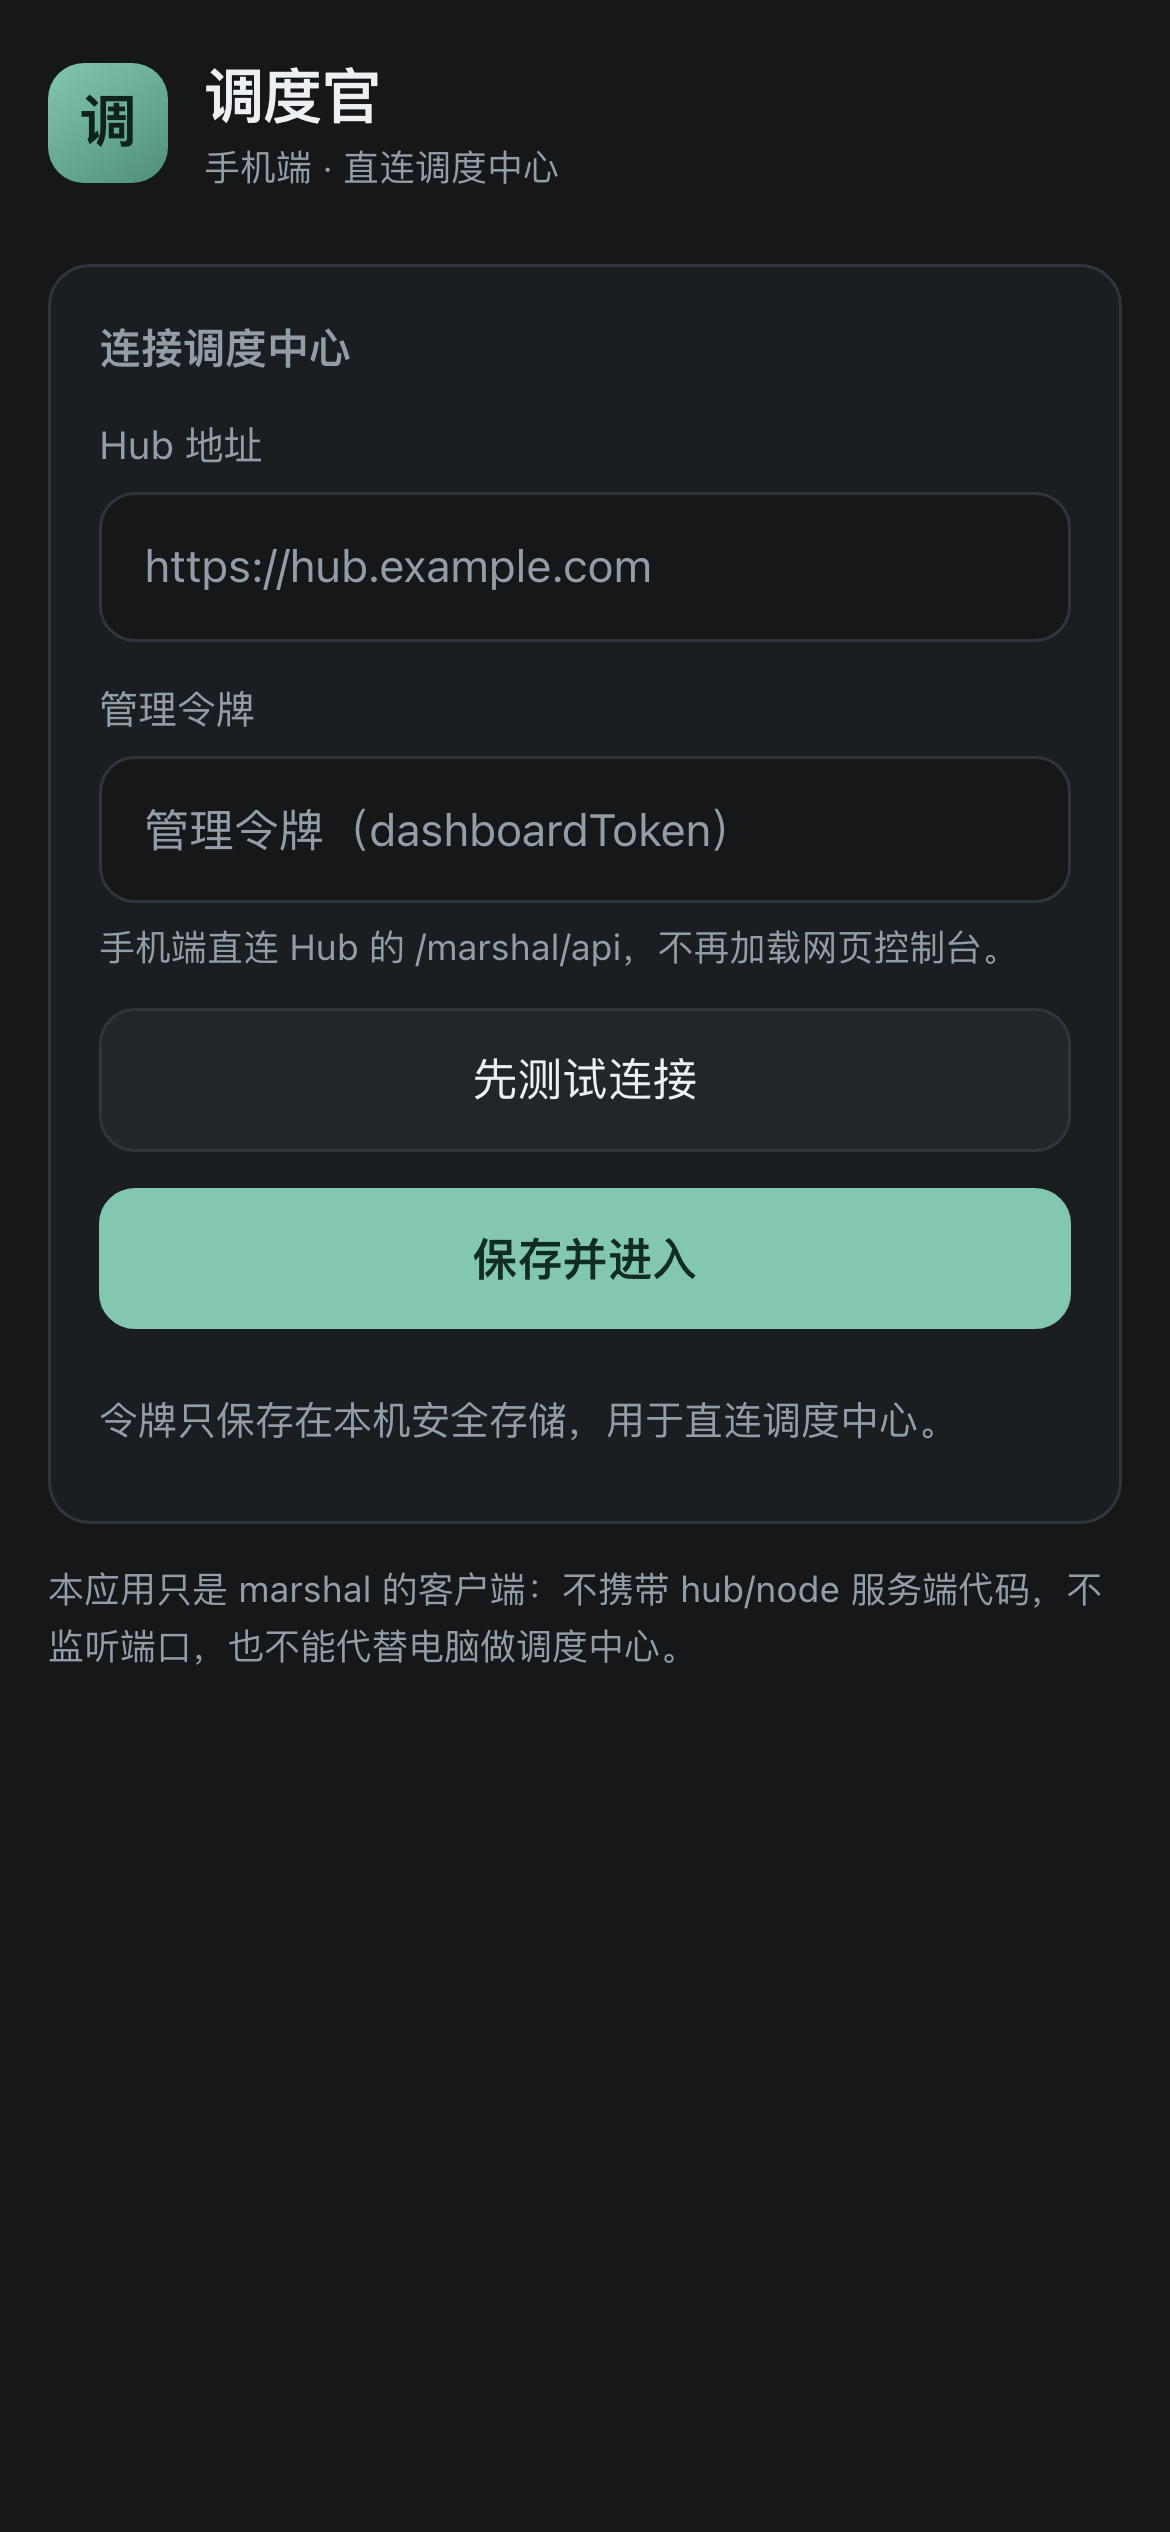 调
调度官
手机端 · 直连调度中心
连接调度中心
Hub 地址
https://hub.example.com
管理令牌
管理令牌（dashboardToken）
手机端直连 Hub 的 /marshal/api，不再加载网页控制台。
先测试连接
保存并进入
令牌只保存在本机安全存储，用于直连调度中心。
本应用只是 marshal 的客户端：不携带 hub/node 服务端代码，不
监听端口，也不能代替电脑做调度中心。